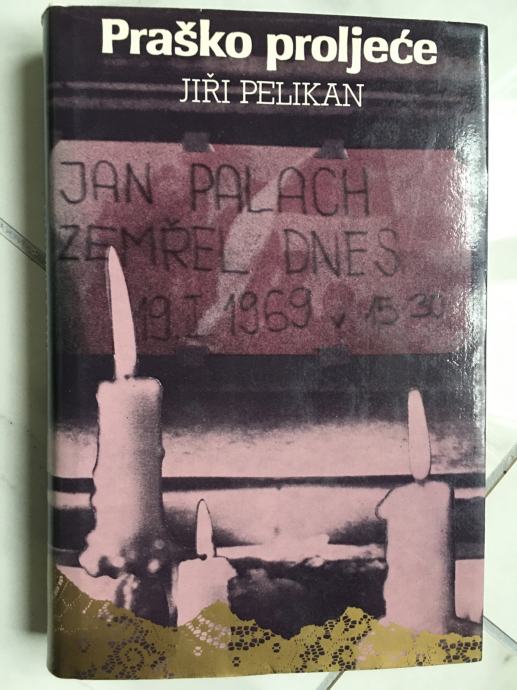 Praško proljeće
JIŘI PELIKAN
JAN PALACH
ZEMŘEL DNES
19.I 1969 v 15 30